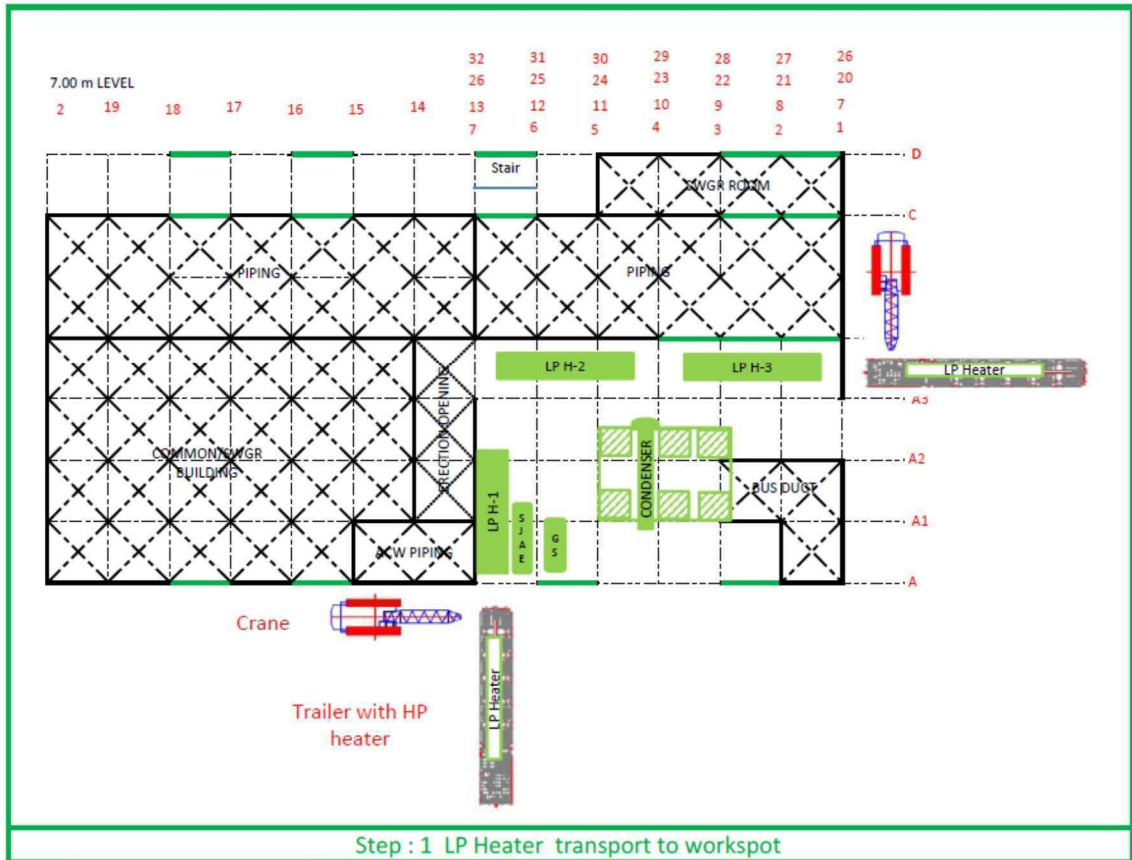 32 31 30 29 28 27 26
7.00 m LEVEL
26 25 24 23 22 21 20
2 19 18 17 16 15 14 13 12 11 10 9 8 7
7 6 5 4 3 2 1
D
Stair
SWGR ROOM
C
PIPING
PIPING
LP H-2
LP H-3
LP Heater
A3
ERECTION OPENING
COMMON/SWGR
BUILDING
CONDENSER
A2
BUS DUCT
LP H-1
S
J
A
E
G
S
A1
ACW PIPING
A
Crane
LP Heater
Trailer with HP
heater
Step : 1 LP Heater transport to workspot